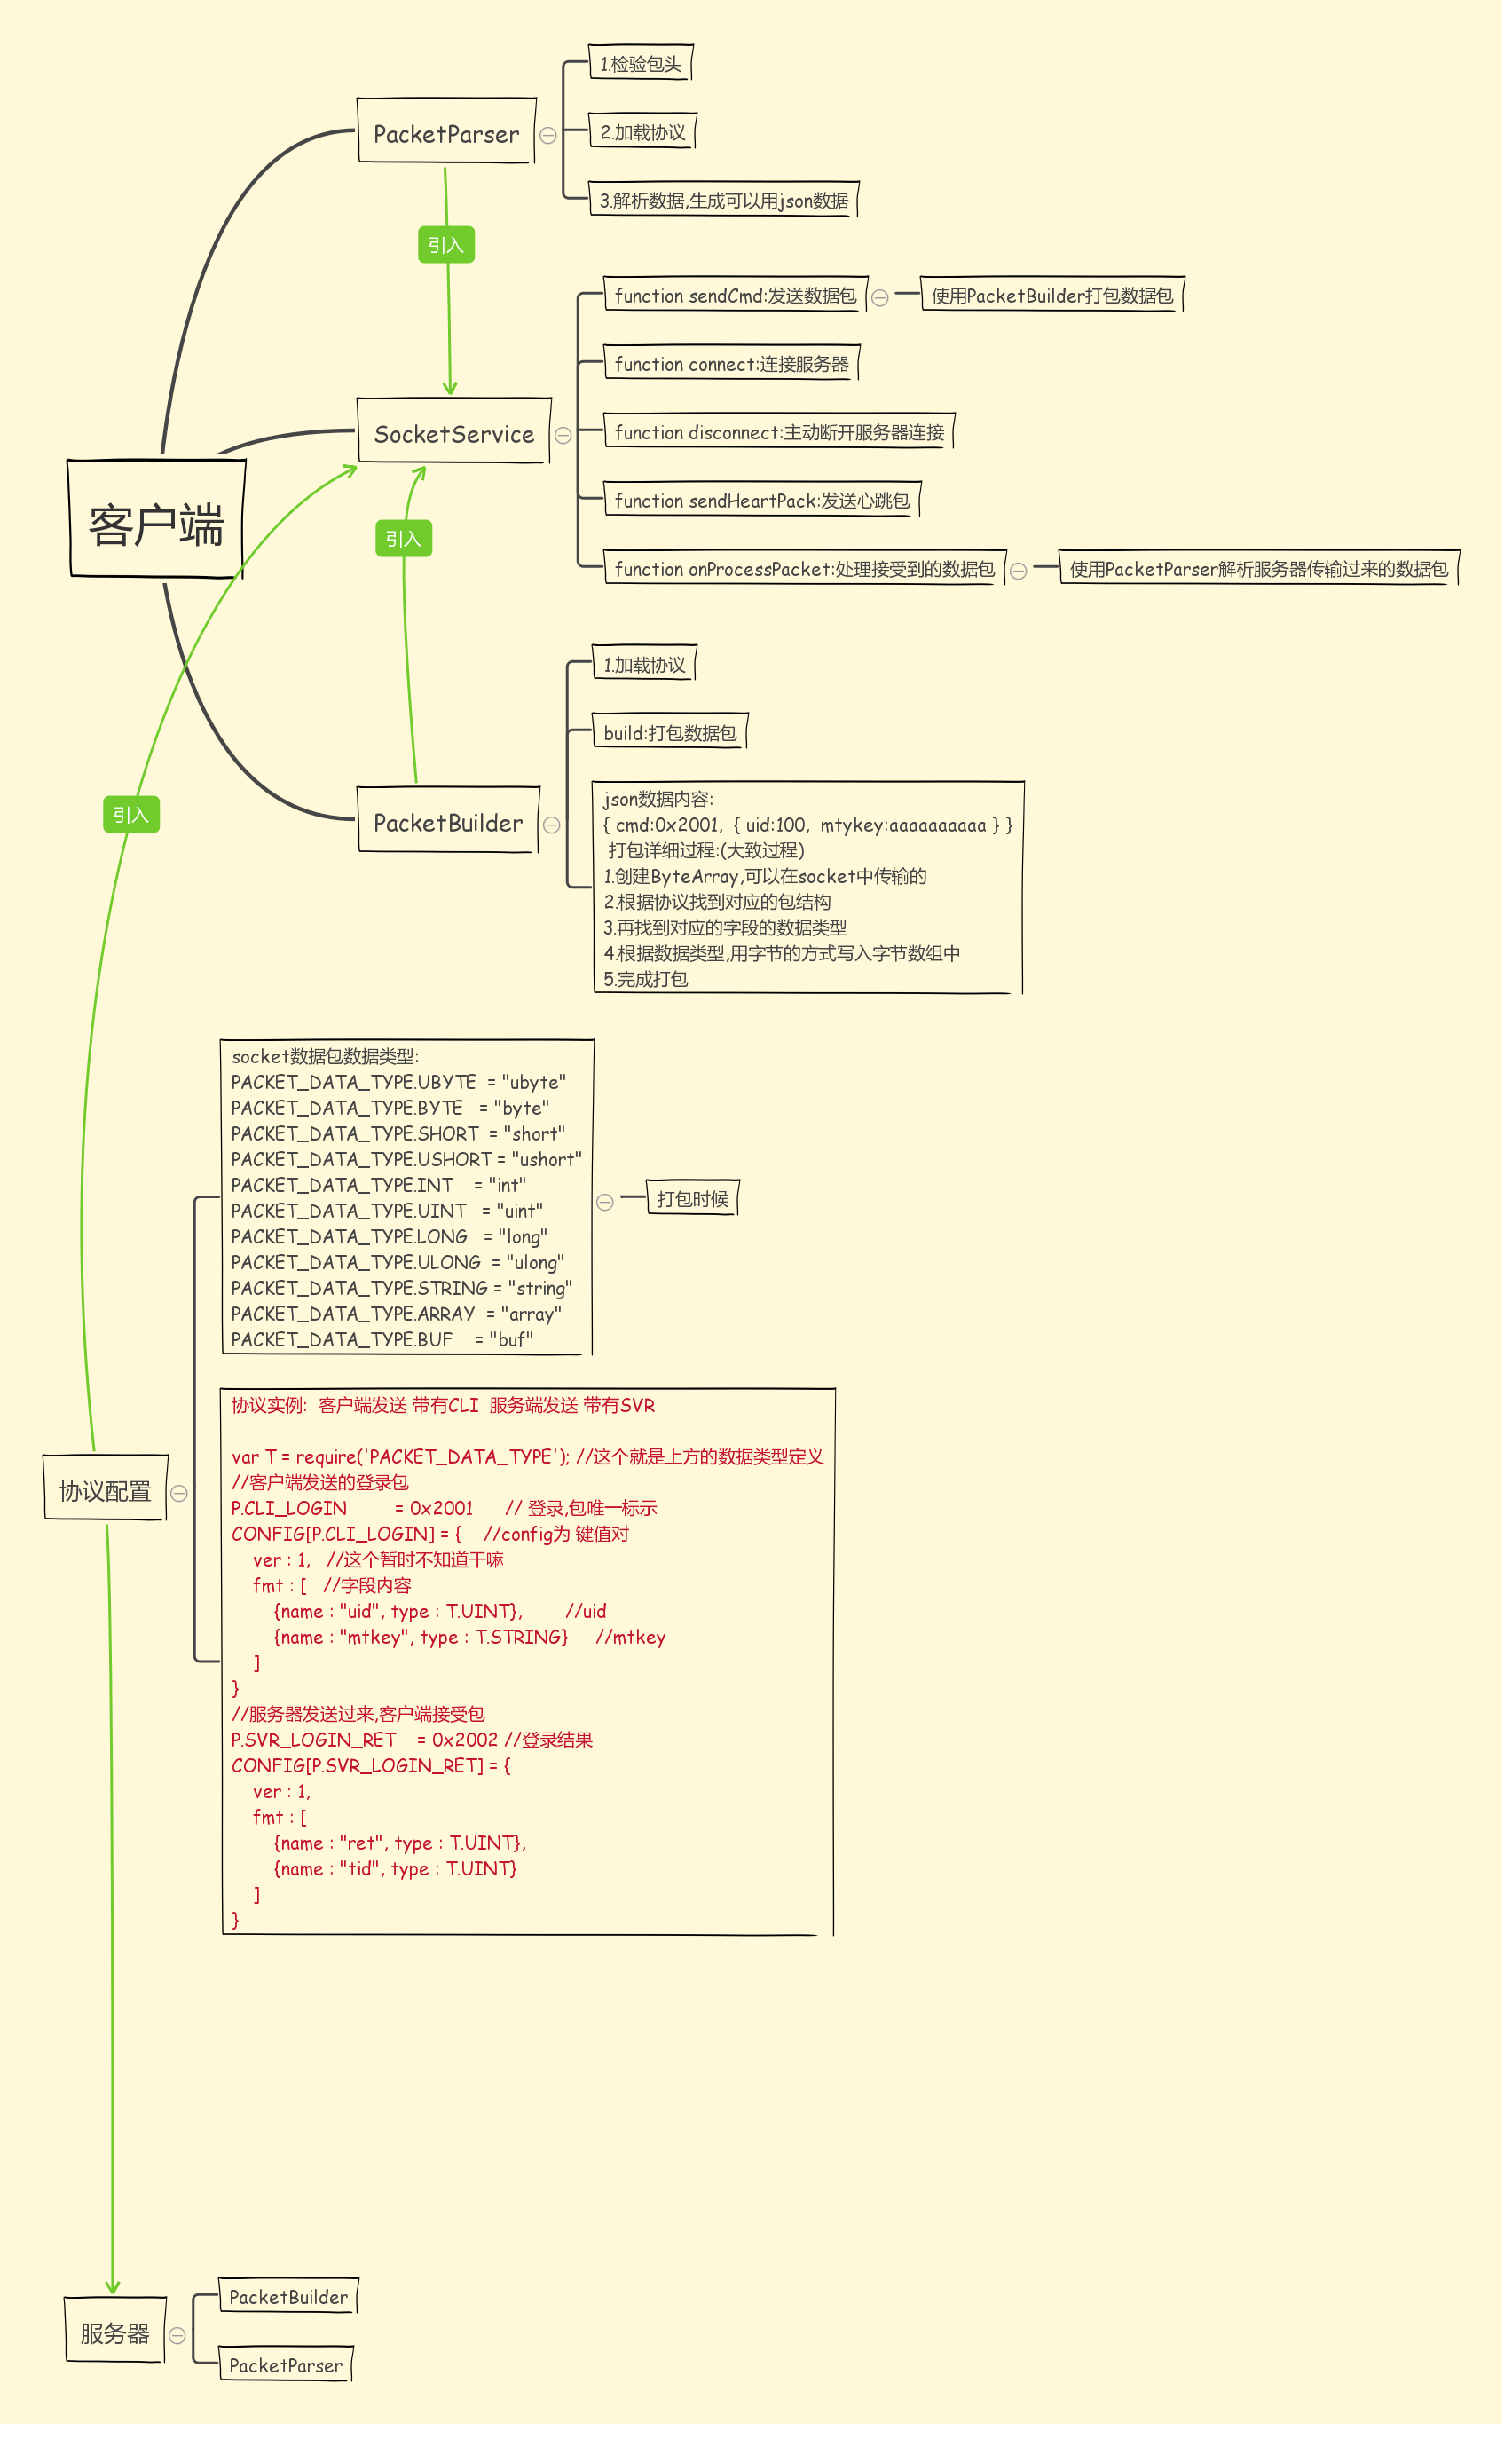 1.检验包头
PacketParser
2.加载协议
3.解析数据,生成可以用json数据
引入
function sendCmd:发送数据包
使用PacketBuilder打包数据包
function connect:连接服务器
SocketService
function disconnect:主动断开服务器连接
客户端
function sendHeartPack:发送心跳包
引入
function onProcessPacket:处理接受到的数据包
使用PacketParser解析服务器传输过来的数据包
1.加载协议
build:打包数据包
引入
PacketBuilder
json数据内容:
{ cmd:0x2001, { uid:100, mtykey:aaaaaaaaaa } }
打包详细过程:(大致过程)
1.创建ByteArray,可以在socket中传输的
2.根据协议找到对应的包结构
3.再找到对应的字段的数据类型
4.根据数据类型,用字节的方式写入字节数组中
5.完成打包
socket数据包数据类型:
PACKET_DATA_TYPE.UBYTE = "ubyte"
PACKET_DATA_TYPE.BYTE = "byte"
PACKET_DATA_TYPE.SHORT = "short"
PACKET_DATA_TYPE.USHORT = "ushort"
PACKET_DATA_TYPE.INT = "int"
PACKET_DATA_TYPE.UINT = "uint"
PACKET_DATA_TYPE.LONG = "long"
PACKET_DATA_TYPE.ULONG = "ulong"
PACKET_DATA_TYPE.STRING = "string"
PACKET_DATA_TYPE.ARRAY = "array"
PACKET_DATA_TYPE.BUF = "buf"
打包时候
协议配置
协议实例: 客户端发送 带有CLI 服务端发送 带有SVR
var T = require('PACKET_DATA_TYPE'); //这个就是上方的数据类型定义
//客户端发送的登录包
P.CLI_LOGIN = 0x2001 // 登录,包唯一标示
CONFIG[P.CLI_LOGIN] = { //config为 键值对
ver : 1, //这个暂时不知道干嘛
fmt : [ //字段内容
{name : "uid", type : T.UINT}, //uid
{name : "mtkey", type : T.STRING} //mtkey
]
}
//服务器发送过来,客户端接受包
P.SVR_LOGIN_RET = 0x2002 //登录结果
CONFIG[P.SVR_LOGIN_RET] = {
ver : 1,
fmt : [
{name : "ret", type : T.UINT},
{name : "tid", type : T.UINT}
]
}
PacketBuilder
服务器
PacketParser